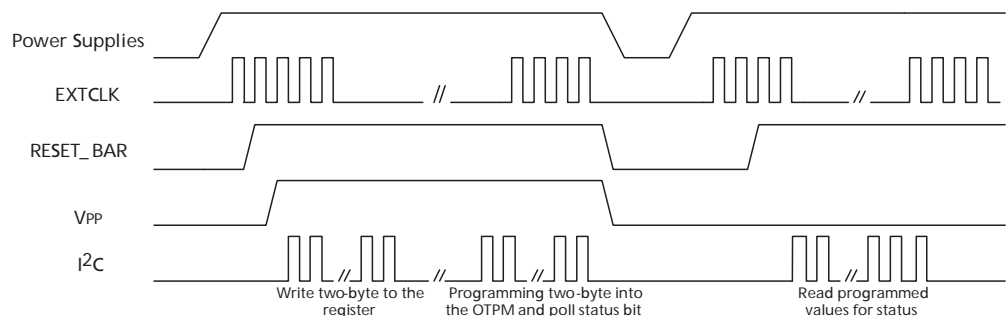 Power Supplies
EXTCLK
RESET_BAR
VPP
I²C
Write two-byte to the
register
Programming two-byte into
the OTPM and poll status bit
Read programmed
values for status